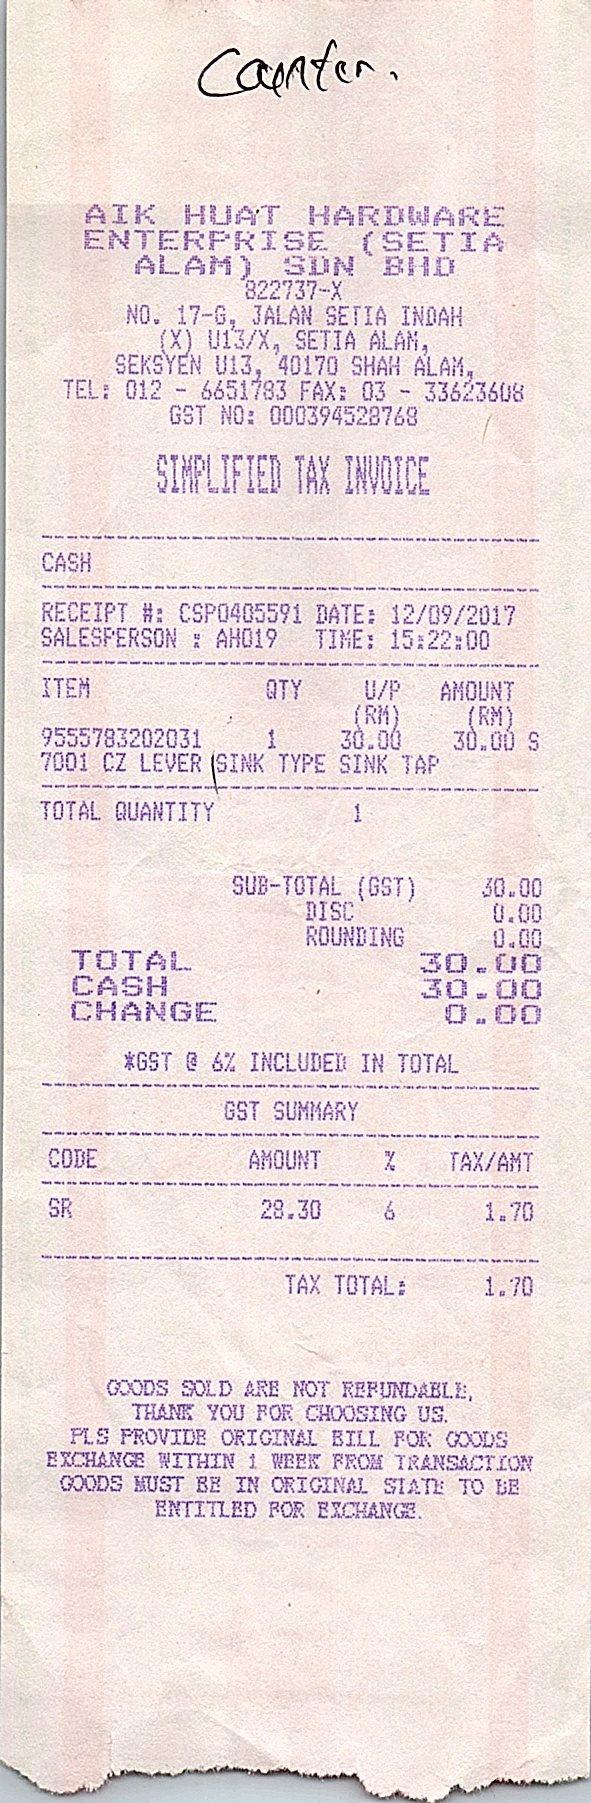 Counter.
AIK HUAT HARDWARE
ENTERPRISE (SETIA
ALAM) SDN BHD
822737-X
NO. 17-G, JALAN SETIA INDAH
(X) U13/X, SETIA ALAM,
SEKSYEN U13, 40170 SHAH ALAM,
TEL: 012 - 6651783 FAX: 03 - 33623608
GST NO: 000394528768
SIMPLIFIED TAX INVOICE
CASH
RECEIPT #: CSP0405591 DATE: 12/09/2017
SALESPERSON : AH019 TIME: 15:22:00
ITEM QTY U/P AMOUNT
(RM) (RM)
9555783202031 1 30.00 30.00 S
7001 CZ LEVER SINK TYPE SINK TAP
TOTAL QUANTITY 1
SUB-TOTAL (GST) 30.00
DISC 0.00
ROUNDING 0.00
TOTAL 30.00
CASH 30.00
CHANGE 0.00
*GST @ 6% INCLUDED IN TOTAL
GST SUMMARY
CODE AMOUNT % TAX/AMT
SR 28.30 6 1.70
TAX TOTAL: 1.70
GOODS SOLD ARE NOT REFUNDABLE,
THANK YOU FOR CHOOSING US.
PLS PROVIDE ORIGINAL BILL FOR GOODS
EXCHANGE WITHIN 1 WEEK FROM TRANSACTION
GOODS MUST BE IN ORIGINAL STATE TO BE
ENTITLED FOR EXCHANGE.